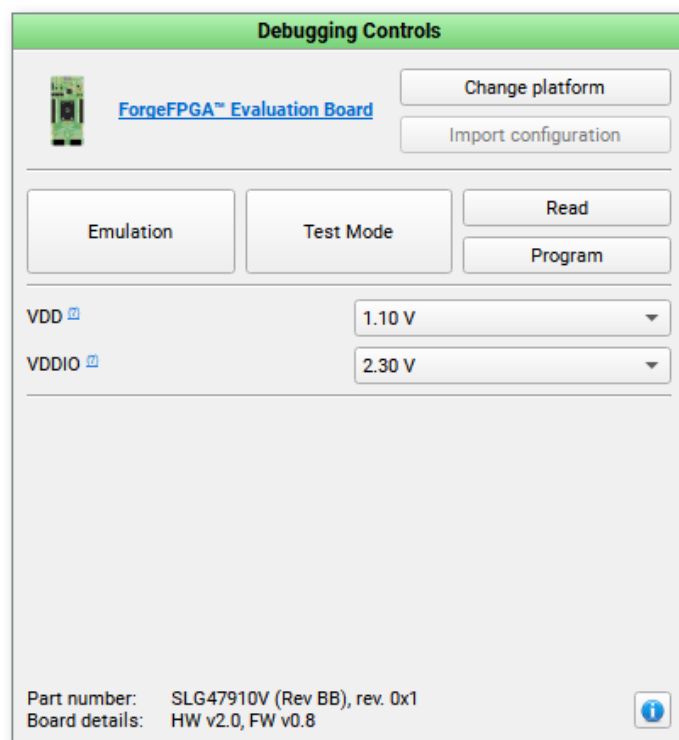 Debugging Controls
ForgeFPGA™ Evaluation Board
Change platform
Import configuration
Emulation
Test Mode
Read
Program
VDD [?]
1.10 V
VDDIO [?]
2.30 V
Part number: SLG47910V (Rev BB), rev. 0x1
Board details: HW v2.0, FW v0.8